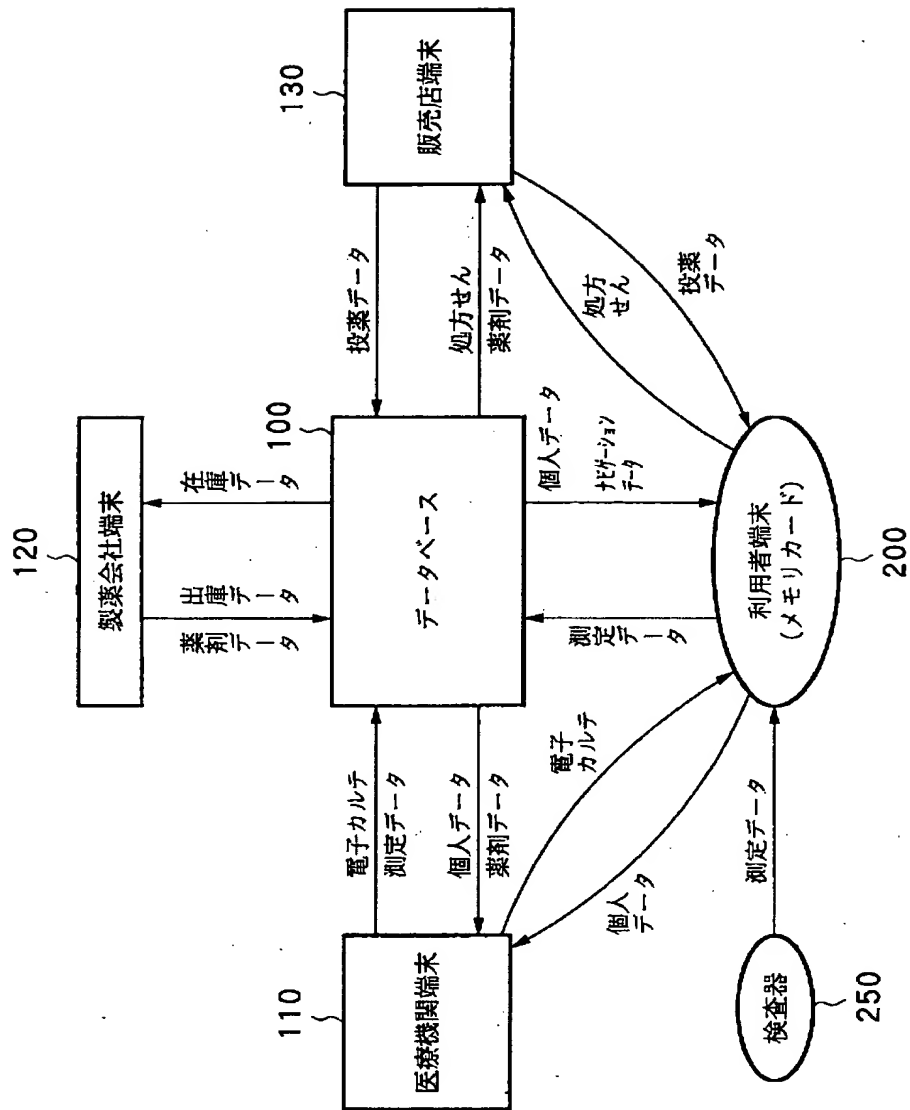 120
製薬会社端末
薬剤
データ
出庫
データ
在庫
データ
110
医療機関端末
電子カルテ
測定データ
個人データ
薬剤データ
100
データベース
投薬データ
処方せん
薬剤データ
130
販売店端末
電子
カルテ
個人
データ
測定
データ
個人データ
ナビゲーション
データ
処方
せん
投薬
データ
250
検査器
測定データ
利用者端末
(メモリカード)
200